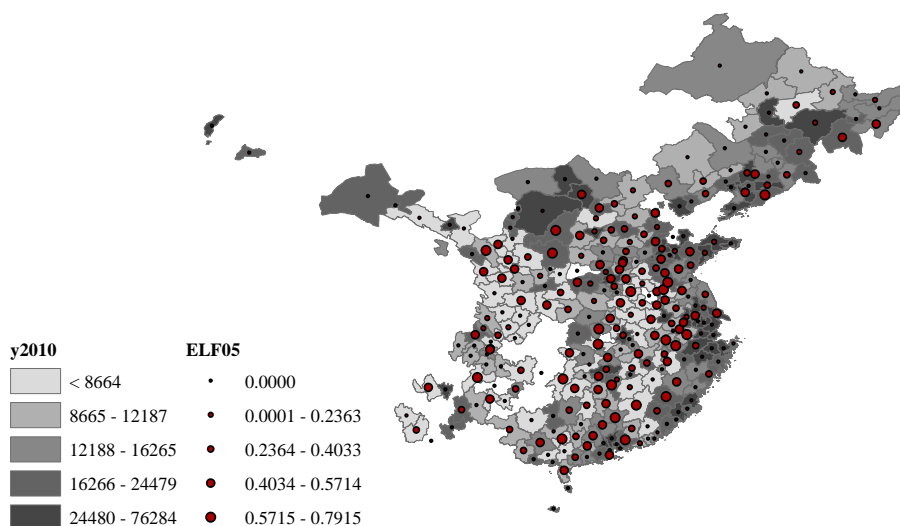 y2010 ELF05
< 8664 0.0000
8665 - 12187 0.0001 - 0.2363
12188 - 16265 0.2364 - 0.4033
16266 - 24479 0.4034 - 0.5714
24480 - 76284 0.5715 - 0.7915